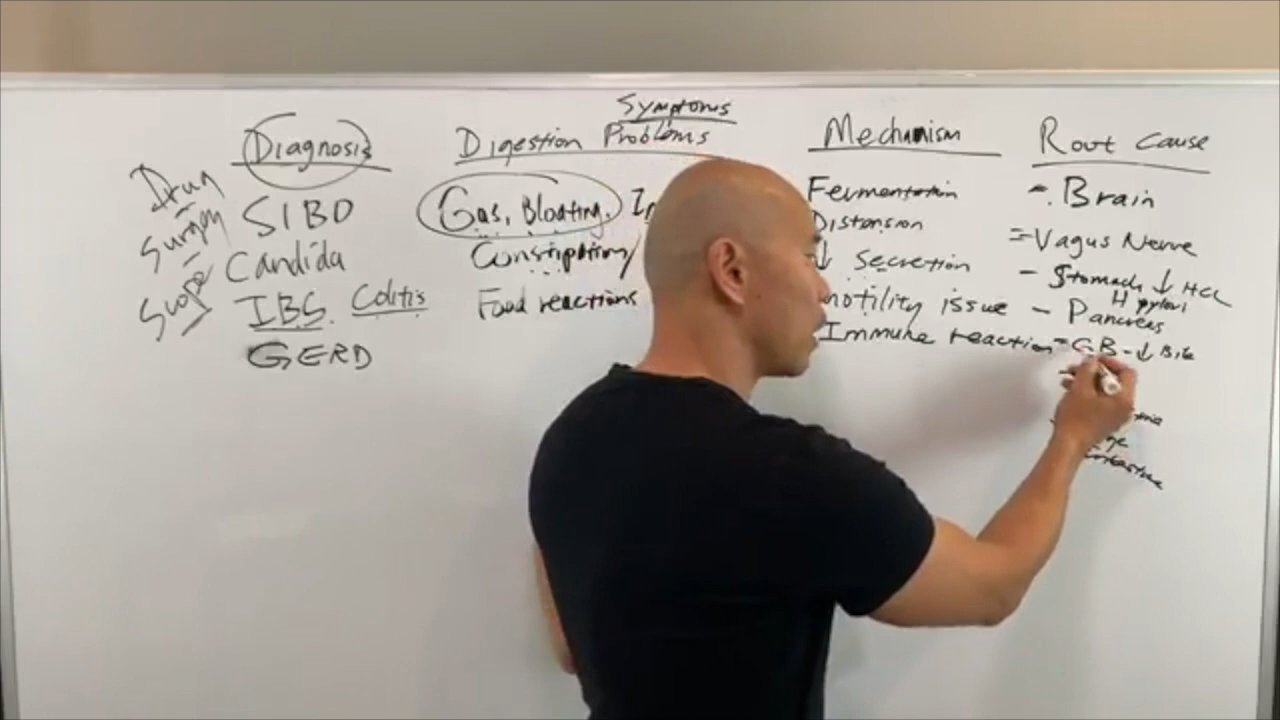 Symptoms
Diagnosis
Digestion Problems
Mechanism
Rout cause
Drug
Surgery
Scope
SIBO
Candida
IBS. Colitis
GERD
Gas, Bloating,
Constipation/
Food reactions
Fermentation
Distension
↓ Secretion
motility issue
Immune reaction
- Brain
= Vagus Nerve
- Stomach ↓ HCL
H pylori
- Pancreas
- GB - ↓ Bile